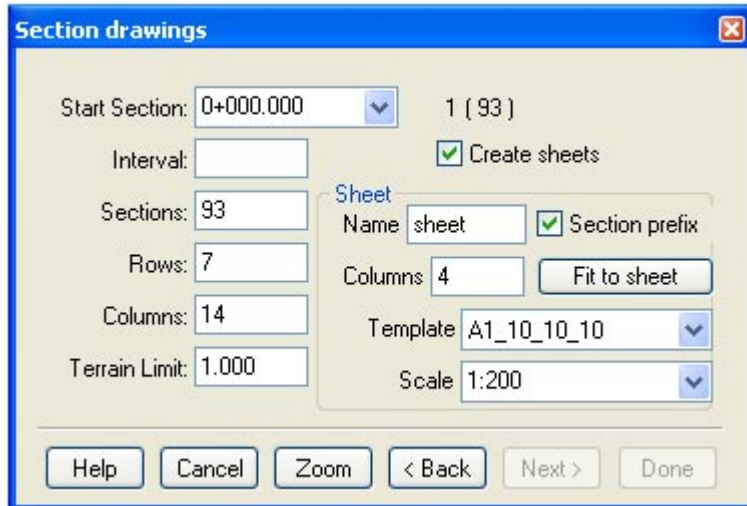 Section drawings
Start Section: 0+000.000 1 ( 93 )
Interval: Create sheets
Sheet
Sections: 93
Name sheet Section prefix
Rows: 7
Columns 4 Fit to sheet
Columns: 14
Template A1_10_10_10
Terrain Limit: 1.000
Scale 1:200
Help Cancel Zoom < Back Next > Done